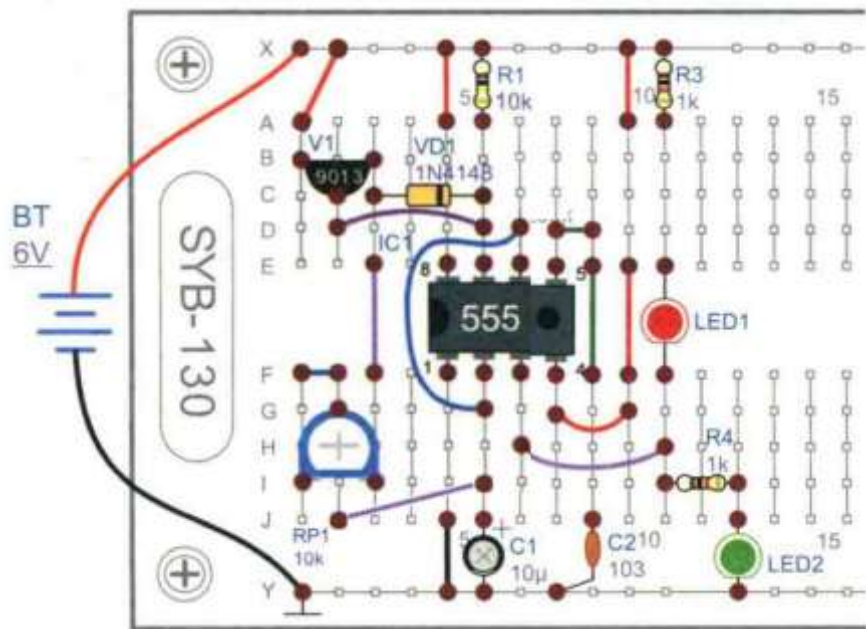 X
R1
R3
5
10k
10
1k
15
A
V1
B
9013
VD1
1N4148
C
D
IC1
E
8
5
BT
6V
SYB-130
555
LED1
F
1
4
G
H
R4
1k
I
J
RP1
10k
5
+
C1
10µ
C2
10
103
15
LED2
Y